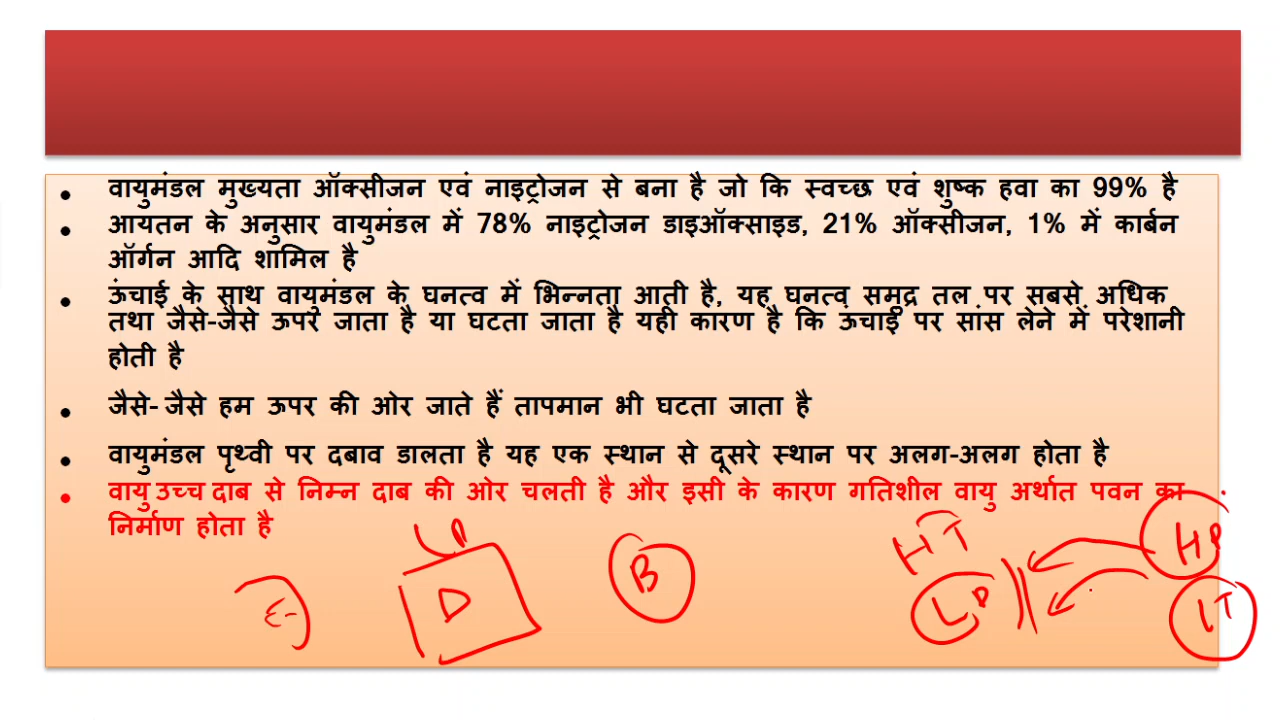 वायुमंडल मुख्यता ऑक्सीजन एवं नाइट्रोजन से बना है जो कि स्वच्छ एवं शुष्क हवा का 99% है
आयतन के अनुसार वायुमंडल में 78% नाइट्रोजन डाइऑक्साइड, 21% ऑक्सीजन, 1% में कार्बन
ऑर्गन आदि शामिल है
ऊंचाई के साथ वायुमंडल के घनत्व में भिन्नता आती है, यह घनत्व समुद्र तल पर सबसे अधिक
तथा जैसे-जैसे ऊपर जाता है या घटता जाता है यही कारण है कि ऊंचाई पर सांस लेने में परेशानी
होती है
जैसे- जैसे हम ऊपर की ओर जाते हैं तापमान भी घटता जाता है
वायुमंडल पृथ्वी पर दबाव डालता है यह एक स्थान से दूसरे स्थान पर अलग-अलग होता है
वायु उच्च दाब से निम्न दाब की ओर चलती है और इसी के कारण गतिशील वायु अर्थात पवन का
निर्माण होता है
HT HP
D B LP LT